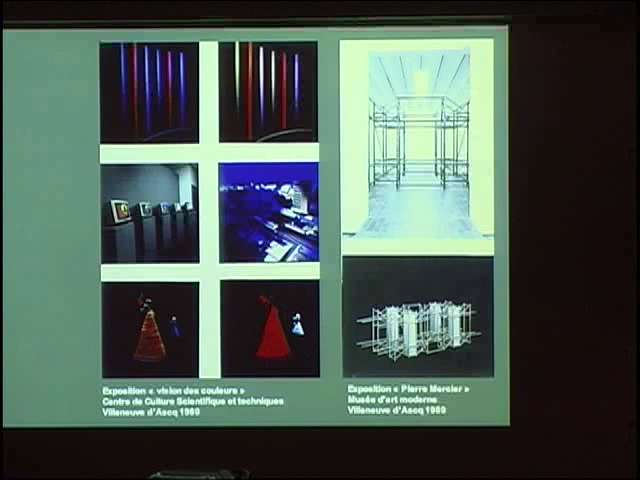 Exposition « vision des couleurs »
Centre de Culture Scientifique et techniques
Villeneuve d'Ascq 1989
Exposition « Pierre Mercier »
Musée d'art moderne
Villeneuve d'Ascq 1989